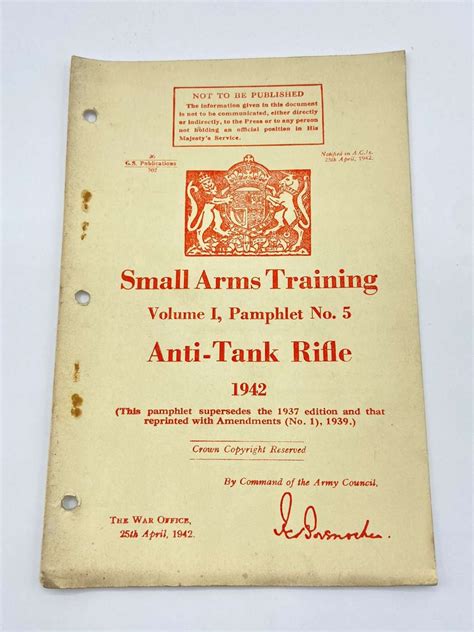 NOT TO BE PUBLISHED
The information given in this document
is not to be communicated, either directly
or indirectly, to the Press or to any person
not holding an official position in His
Majesty's Service.
26
G.S. Publications
Notified in A.C.Is.
25th April, 1942.
Small Arms Training
Volume I, Pamphlet No. 5
Anti-Tank Rifle
1942
(This pamphlet supersedes the 1937 edition and that
reprinted with Amendments (No. 1), 1939.)
Crown Copyright Reserved
By Command of the Army Council,
THE WAR OFFICE,
25th April, 1942.